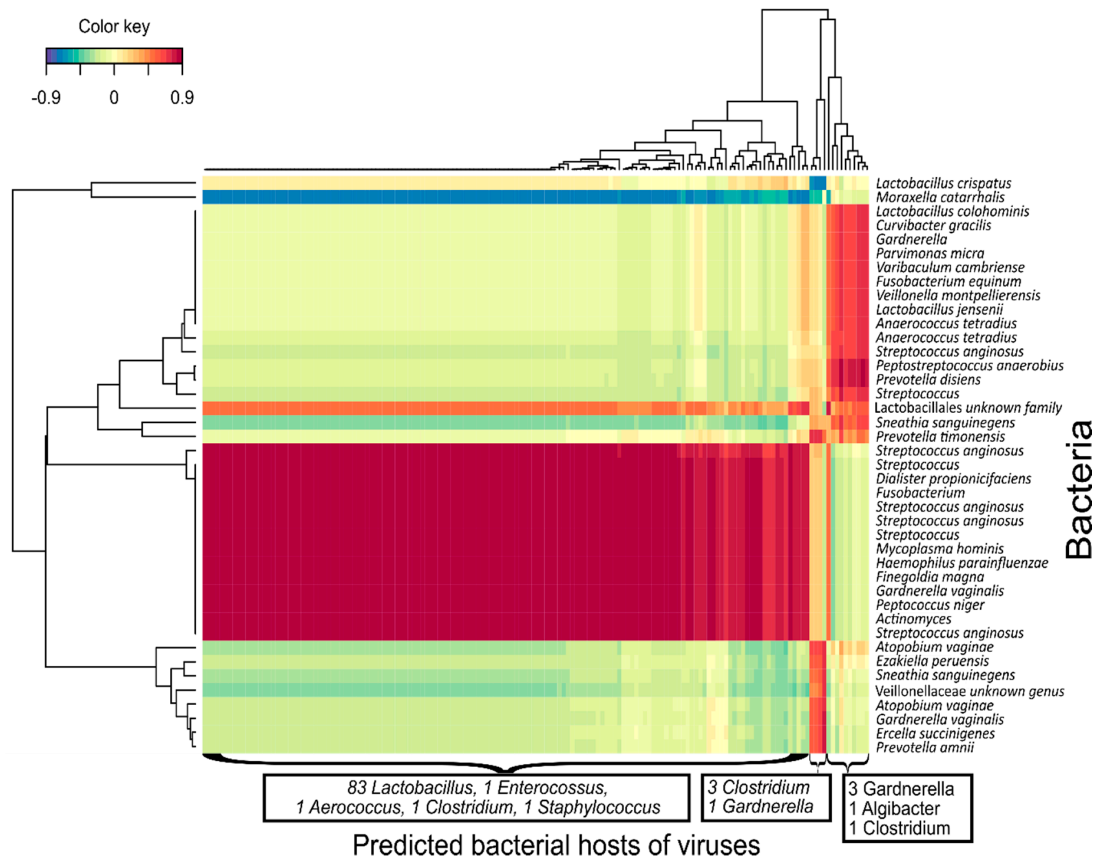 Color key
-0.9 0 0.9
Lactobacillus crispatus
Moraxella catarrhalis
Lactobacillus colohominis
Curvibacter gracilis
Gardnerella
Parvimonas micra
Varibaculum cambriense
Fusobacterium equinum
Veillonella montpellierensis
Lactobacillus jensenii
Anaerococcus tetradius
Anaerococcus tetradius
Streptococcus anginosus
Peptostreptococcus anaerobius
Prevotella disiens
Streptococcus
Lactobacillales unknown family
Sneathia sanguinegens
Prevotella timonensis
Streptococcus anginosus
Streptococcus
Dialister propionicifaciens
Fusobacterium
Streptococcus anginosus
Streptococcus anginosus
Streptococcus
Mycoplasma hominis
Haemophilus parainfluenzae
Finegoldia magna
Gardnerella vaginalis
Peptococcus niger
Actinomyces
Streptococcus anginosus
Atopobium vaginae
Ezakiella peruensis
Sneathia sanguinegens
Veillonellaceae unknown genus
Atopobium vaginae
Gardnerella vaginalis
Ercella succinigenes
Prevotella amnii
Bacteria
83 Lactobacillus, 1 Enterocossus,
1 Aerococcus, 1 Clostridium, 1 Staphylococcus
3 Clostridium
1 Gardnerella
3 Gardnerella
1 Algibacter
1 Clostridium
Predicted bacterial hosts of viruses